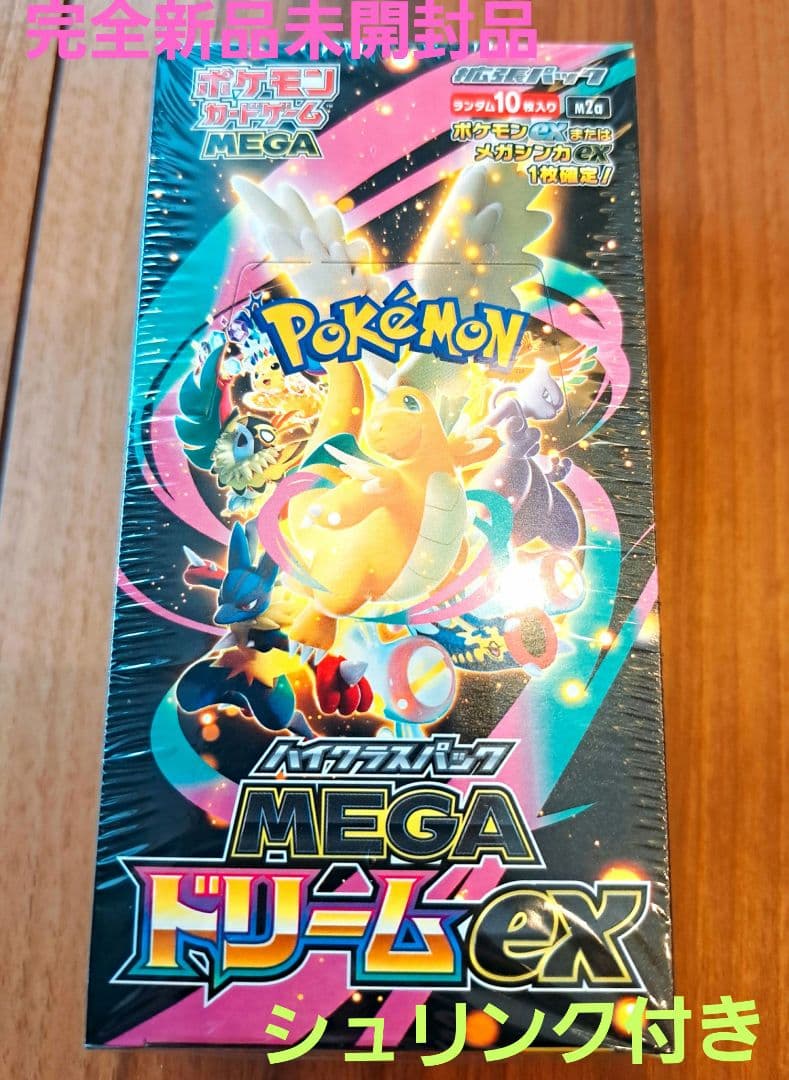 完全新品未開封品
ポケモン
カードゲーム
MEGA
拡張パック
ランダム10枚入り M2a
ポケモンexまたは
メガシンカex
1枚確定!
POKéMON
ハイクラスパック
MEGA
ドリームex
シュリンク付き